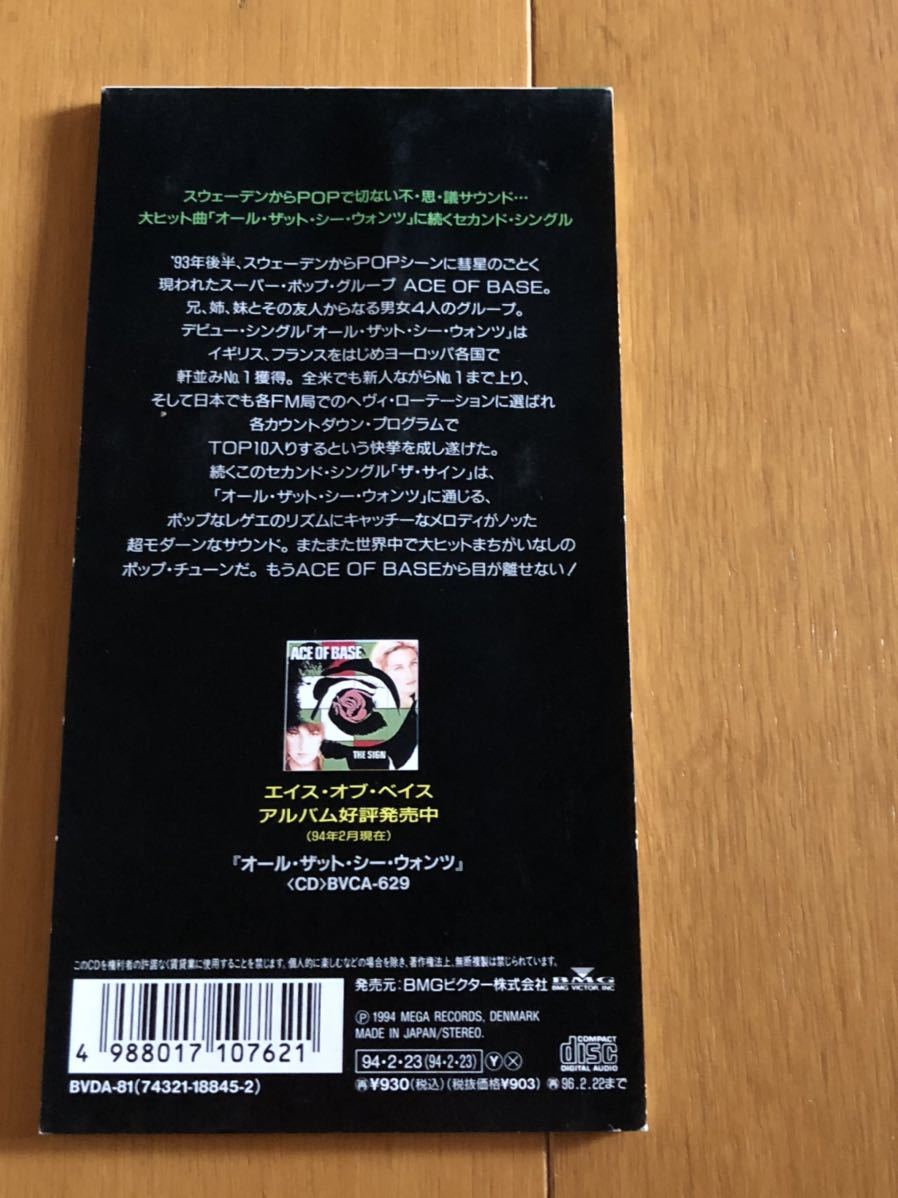 スウェーデンからPOPで切ない不・思・議サウンド…
大ヒット曲「オール・ザット・シー・ウォンツ」に続くセカンド・シングル
'93年後半、スウェーデンからPOPシーンに彗星のごとく
現われたスーパー・ポップ・グループ ACE OF BASE。
兄、姉、妹とその友人からなる男女4人のグループ。
デビュー・シングル「オール・ザット・シー・ウォンツ」は
イギリス、フランスをはじめヨーロッパ各国で
軒並みNo.1獲得。全米でも新人ながらNo.1まで上り、
そして日本でも各FM局でのヘヴィ・ローテーションに選ばれ
各カウントダウン・プログラムで
TOP10入りするという快挙を成し遂げた。
続くこのセカンド・シングル「ザ・サイン」は、
「オール・ザット・シー・ウォンツ」に通じる、
ポップなレゲエのリズムにキャッチーなメロディがノッた
超モダーンなサウンド。またまた世界中で大ヒットまちがいなしの
ポップ・チューンだ。もうACE OF BASEから目が離せない!
ACE OF BASE
THE SIGN
エイス・オブ・ベイス
アルバム好評発売中
(94年2月現在)
『オール・ザット・シー・ウォンツ』
〈CD〉BVCA-629
このCDを権利者の許諾なく賃貸業に使用することを禁じます。個人的に楽しむなどの場合を除き、著作権法上、無断複製は禁じられています。
発売元:BMGビクター株式会社 BMG
BMG VICTOR INC
Ⓟ 1994 MEGA RECORDS, DENMARK
MADE IN JAPAN/STEREO.
COMPACT
disc
DIGITAL AUDIO
4 988017 107621
94・2・23 (94・2・23) Ⓨ Ⓧ
BVDA-81(74321-18845-2)
再¥930(税込)(税抜価格¥903) 再96.2.22まで